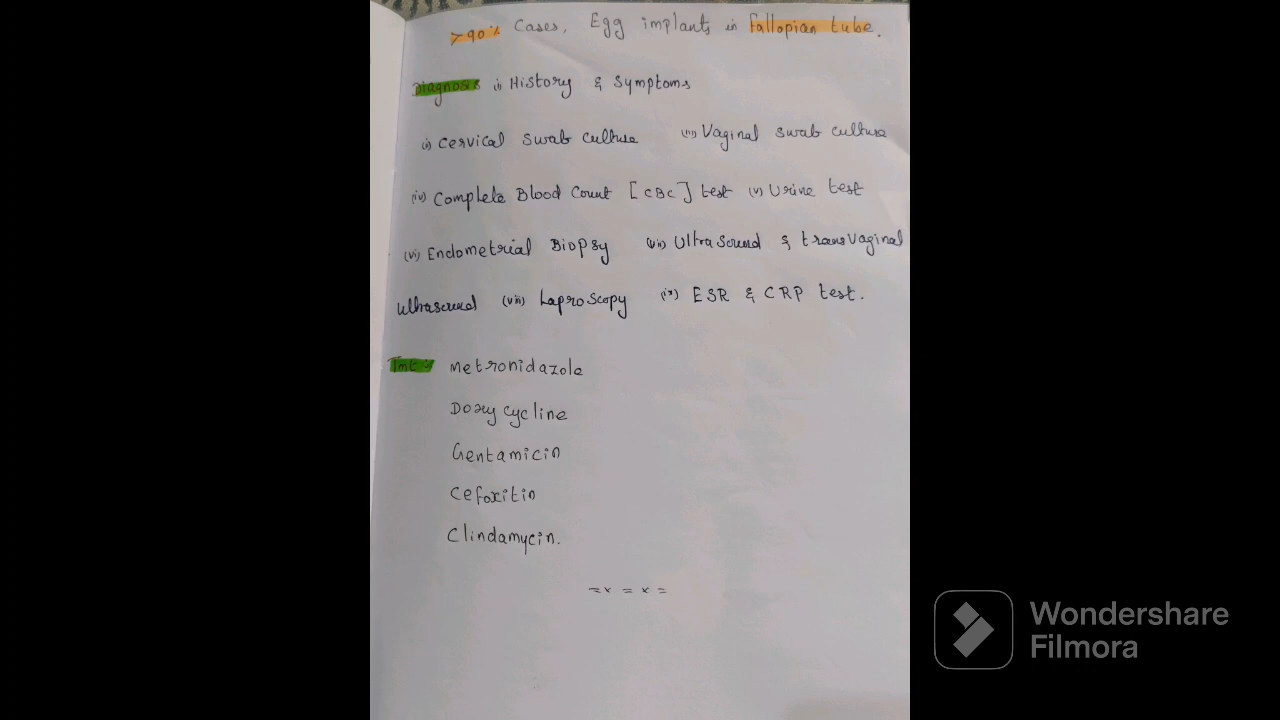 >90% Cases, Egg implants in Fallopian tube.
Diagnosis i) History & Symptoms
ii) Cervical Swab Culture iii) Vaginal swab culture
(iv) Complete Blood Count [CBC] test (v) Urine test
(vi) Endometrial Biopsy (vii) Ultrasound & transvaginal
ultrasound (viii) Laproscopy (ix) ESR & CRP test.
Tmt :- Metronidazole
Doxycycline
Gentamicin
Cefoxitin
Clindamycin.
= x = x =
Wondershare
Filmora